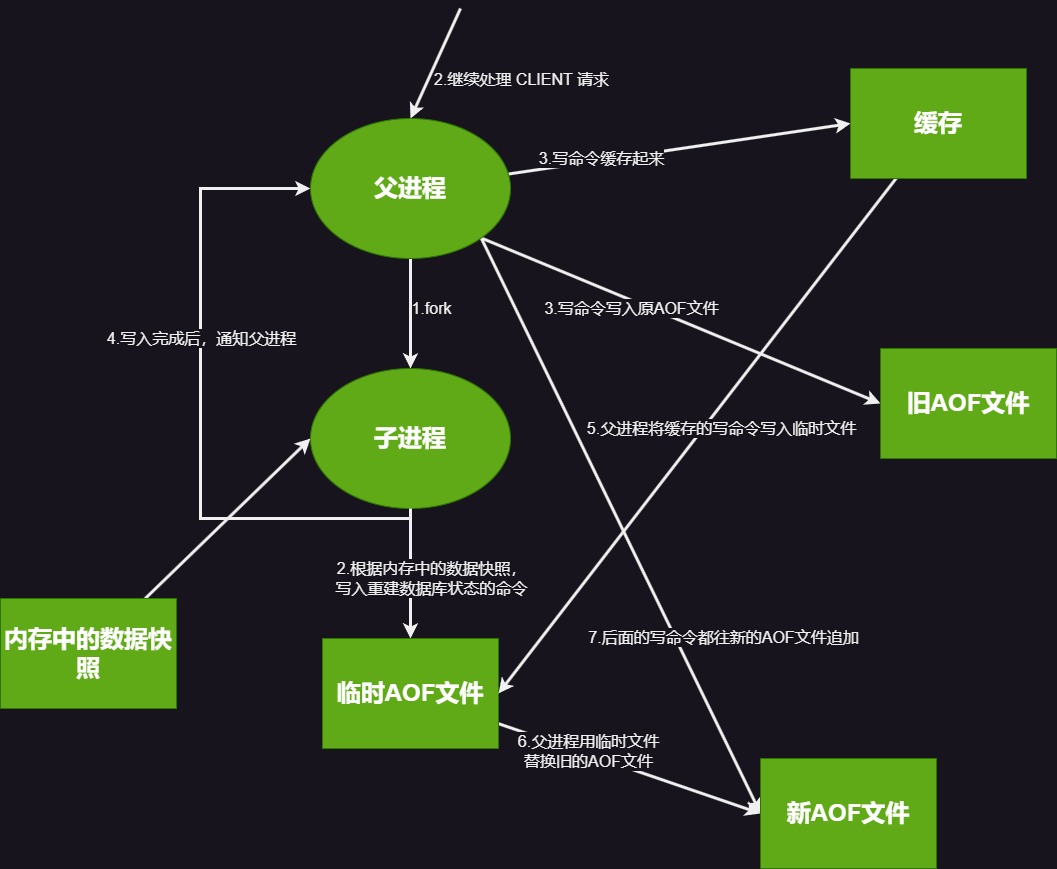 2.继续处理 CLIENT 请求
缓存
3.写命令缓存起来
父进程
1.fork
3.写命令写入原AOF文件
4.写入完成后，通知父进程
旧AOF文件
子进程
5.父进程将缓存的写命令写入临时文件
2.根据内存中的数据快照，
写入重建数据库状态的命令
内存中的数据快
照
7.后面的写命令都往新的AOF文件追加
临时AOF文件
6.父进程用临时文件
替换旧的AOF文件
新AOF文件